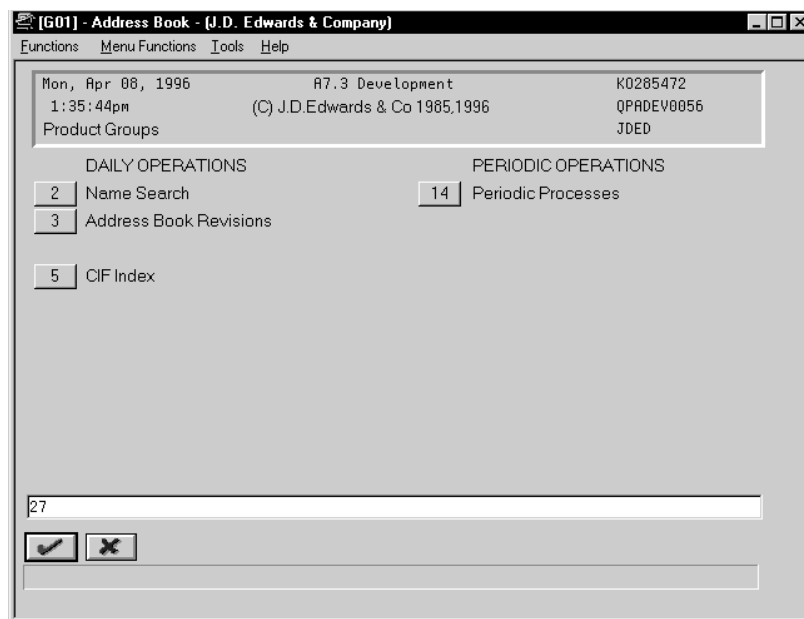 [G01] - Address Book - (J.D. Edwards & Company)
Functions Menu Functions Tools Help
Mon, Apr 08, 1996 A7.3 Development KO285472
1:35:44pm (C) J.D.Edwards & Co 1985,1996 QPADEV0056
Product Groups JDED
DAILY OPERATIONS PERIODIC OPERATIONS
2 Name Search 14 Periodic Processes
3 Address Book Revisions
5 CIF Index
27